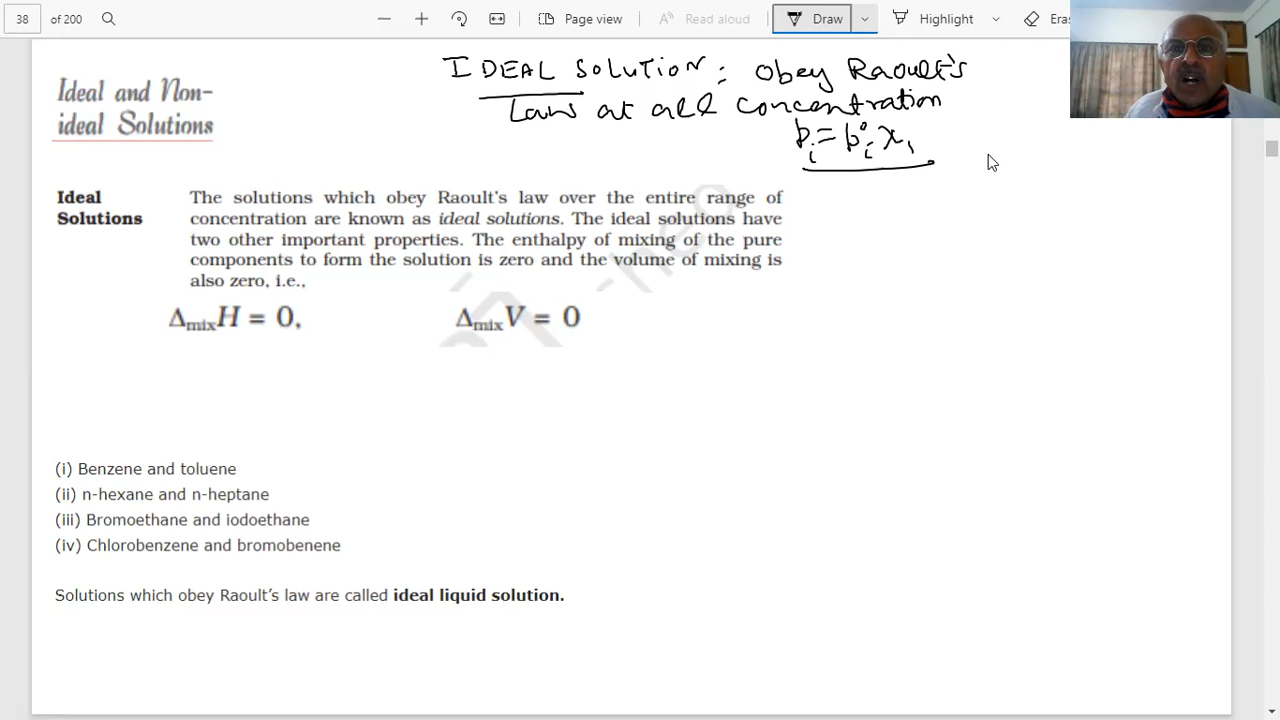 38 of 200 Page view Read aloud Draw Highlight Eras
IDEAL SOLUTION: Obey Raoult's
Law at all concentration
pᵢ = p°ᵢ xᵢ
Ideal and Non-
ideal Solutions
Ideal
Solutions
The solutions which obey Raoult's law over the entire range of
concentration are known as ideal solutions. The ideal solutions have
two other important properties. The enthalpy of mixing of the pure
components to form the solution is zero and the volume of mixing is
also zero, i.e.,
ΔmixH = 0, ΔmixV = 0
(i) Benzene and toluene
(ii) n-hexane and n-heptane
(iii) Bromoethane and iodoethane
(iv) Chlorobenzene and bromobenene
Solutions which obey Raoult's law are called ideal liquid solution.